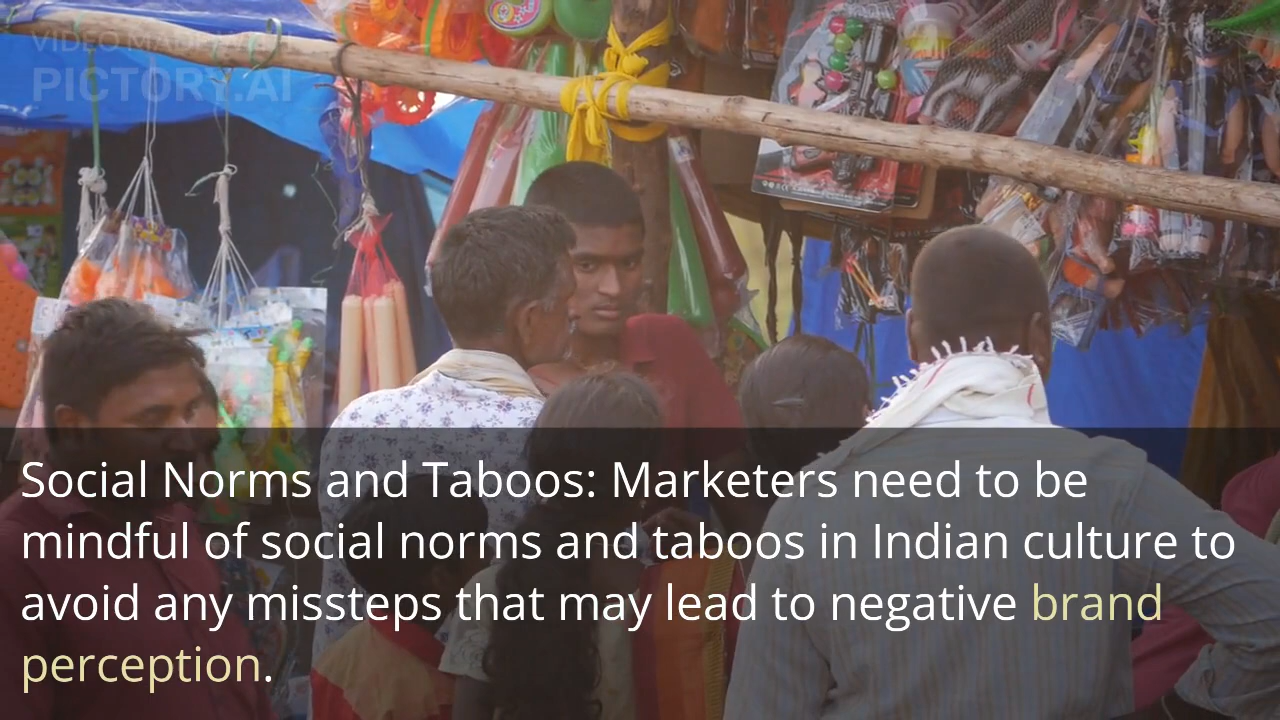 VIDEO MADE WITH
PICTORY.AI
Social Norms and Taboos: Marketers need to be
mindful of social norms and taboos in Indian culture to
avoid any missteps that may lead to negative brand
perception.